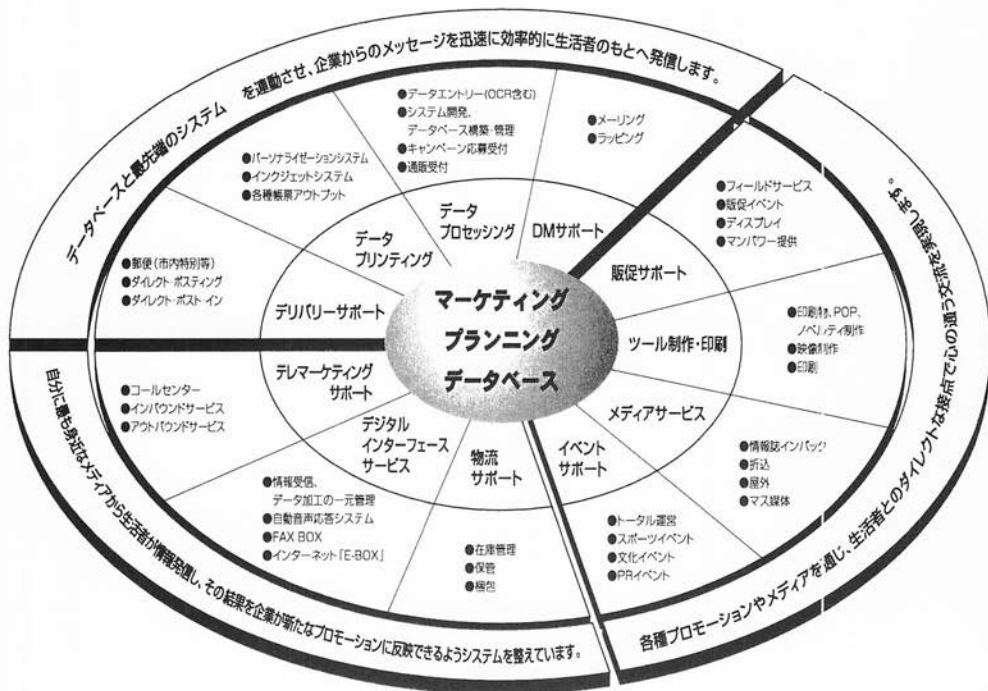 データベースと最先端のシステム を連動させ、企業からのメッセージを迅速に効率的に生活者のもとへ発信します。
●データエントリー(OCR含む)
●システム開発、
データベース構築・管理
●キャンペーン応募受付
●通販受付
●メーリング
●ラッピング
●パーソナライゼーションシステム
●インクジェットシステム
●各種帳票アウトプット
●フィールドサービス
●販促イベント
●ディスプレイ
●マンパワー提供
データ
プロセッシング
DMサポート
データ
プリンティング
販促サポート
●郵便(市内特別等)
●ダイレクト・ポスティング
●ダイレクト・ポスト・イン
デリバリーサポート
マーケティング
プランニング
データベース
ツール制作・印刷
●印刷物、POP、
ノベルティ制作
●映像制作
●印刷
テレマーケティング
サポート
●コールセンター
●インバウンドサービス
●アウトバウンドサービス
メディアサービス
デジタル
インターフェース
サービス
物流
サポート
イベント
サポート
●情報誌インパック
●折込
●屋外
●マス媒体
●情報受信、
データ加工の一元管理
●自動音声応答システム
●FAX BOX
●インターネット「E-BOX」
●在庫管理
●保管
●梱包
●トータル運営
●スポーツイベント
●文化イベント
●PRイベント
自分に最も身近なメディアから生活者が情報発信し、その結果を企業が新たなプロモーションに反映できるようシステムを整えています。
各種プロモーションやメディアを通じ、生活者とのダイレクトな接点で心の通う交流を実現します。